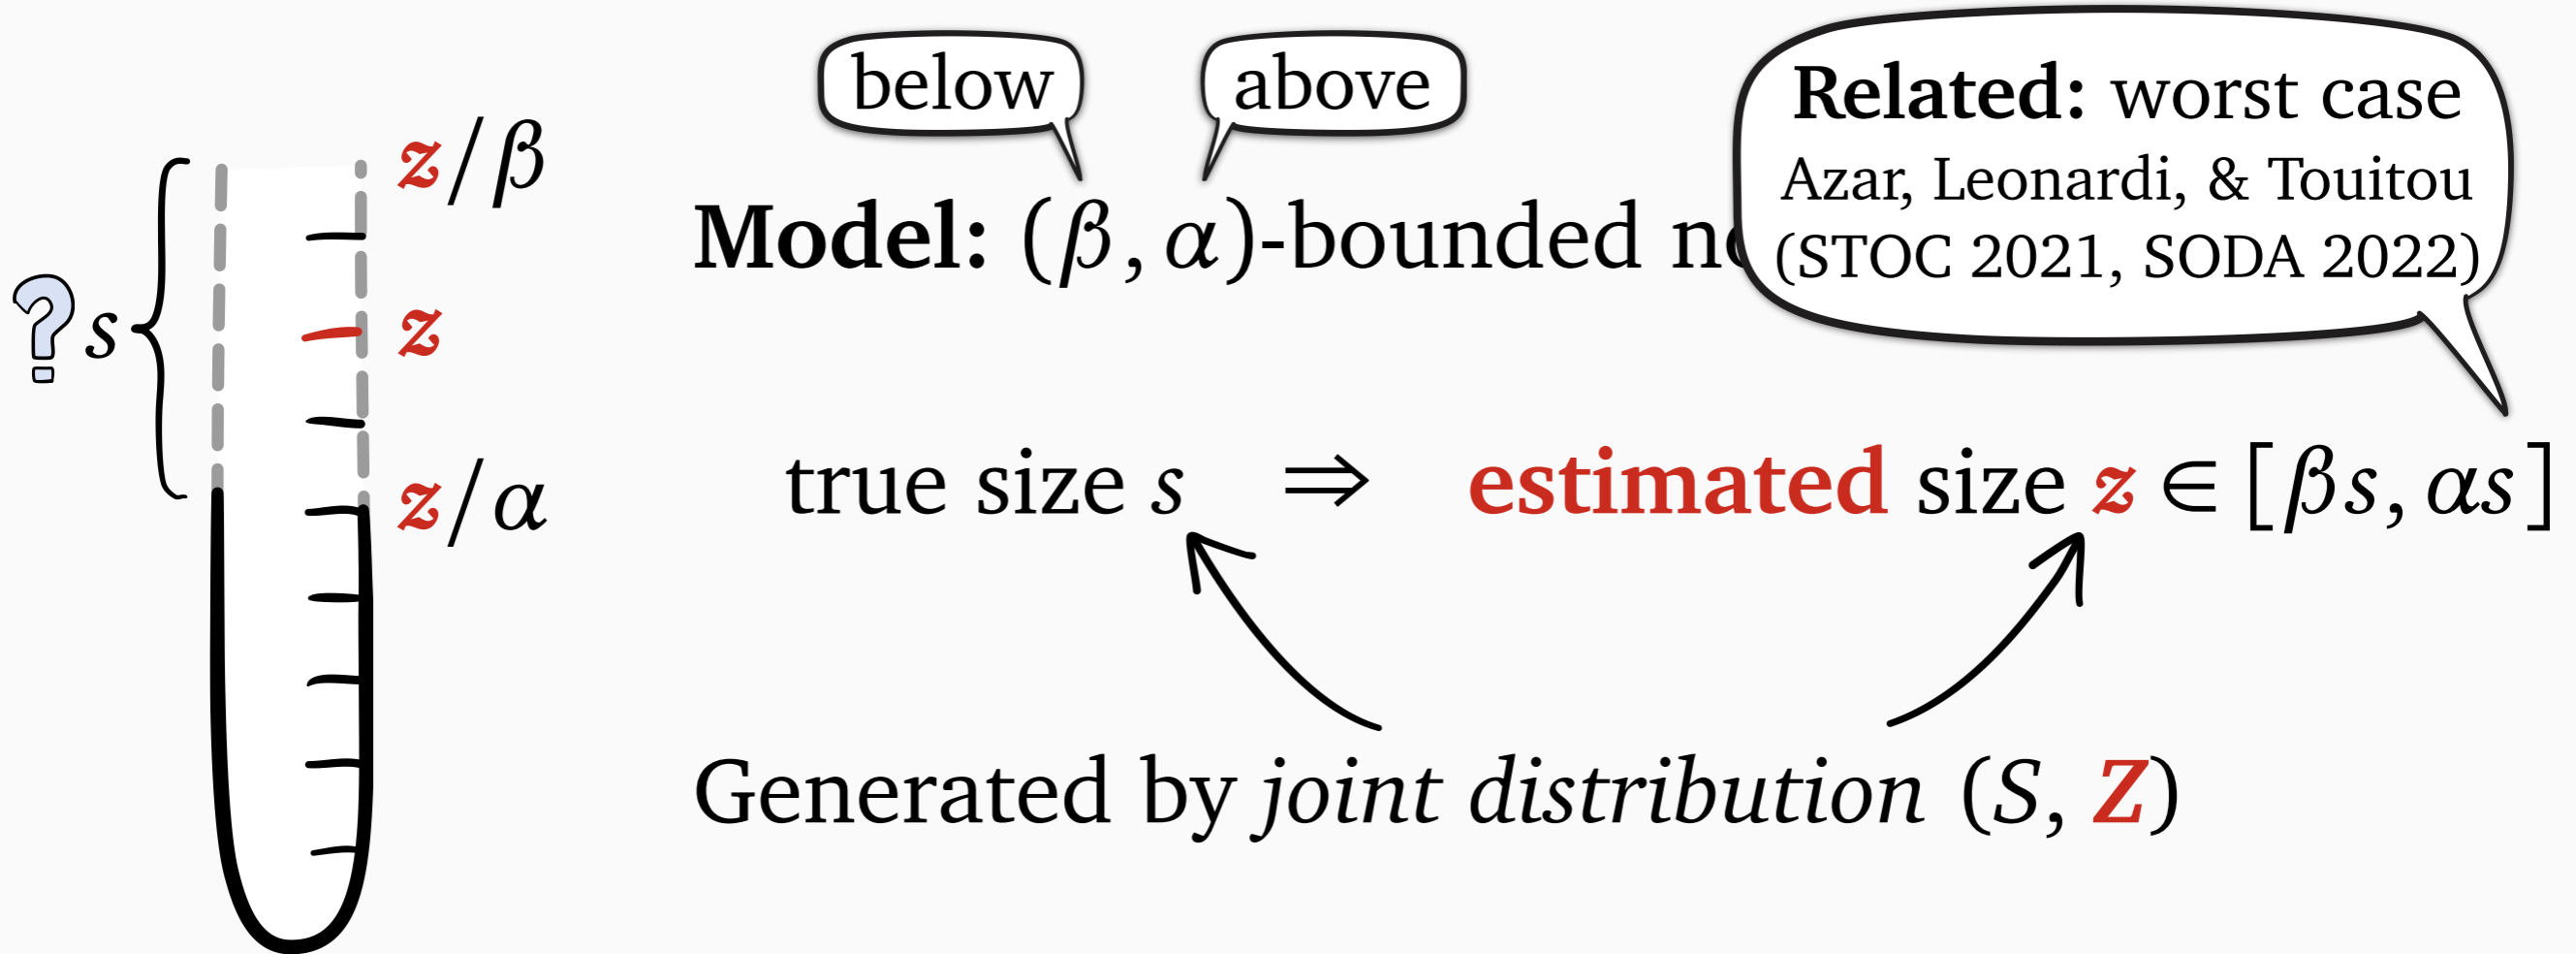 below
above
Related: worst case
Azar, Leonardi, & Touitou
(STOC 2021, SODA 2022)
z/β
Model: (β, α)-bounded
? s
z
z/α
true size s ⇒ estimated size z ∈ [βs, αs]
Generated by joint distribution (S, Z)